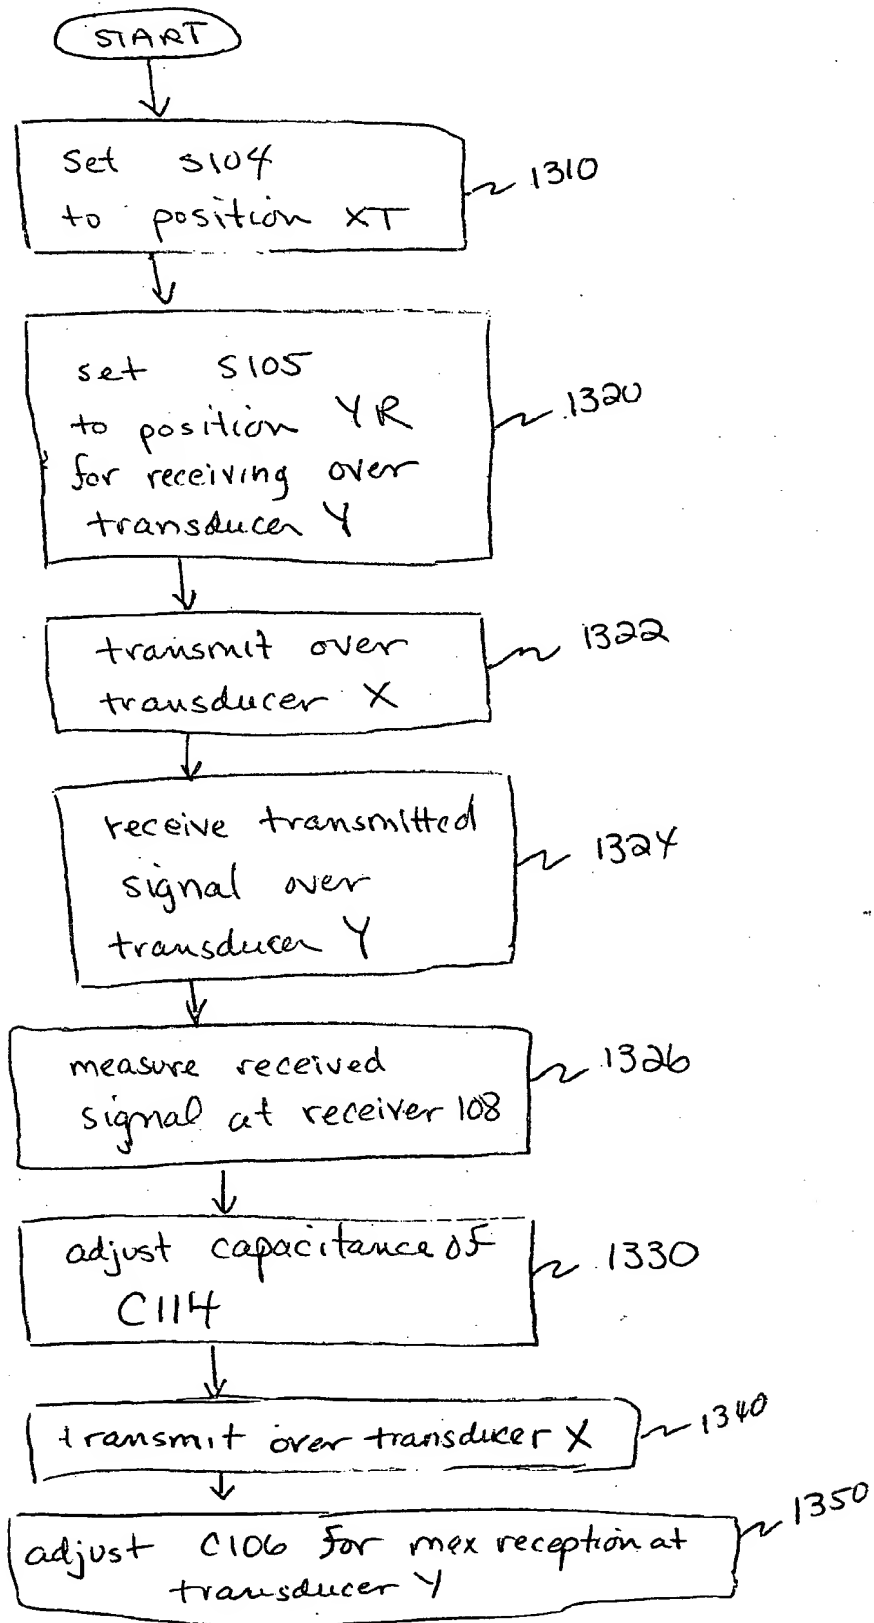 START
Set S104
to position XT
1310
set S105
to position YR
for receiving over
transducer Y
1320
transmit over
transducer X
1322
receive transmitted
signal over
transducer Y
1324
measure received
signal at receiver 108
1326
adjust capacitance of
C114
1330
transmit over transducer X
1340
adjust C106 for mex reception at
transducer Y
1350